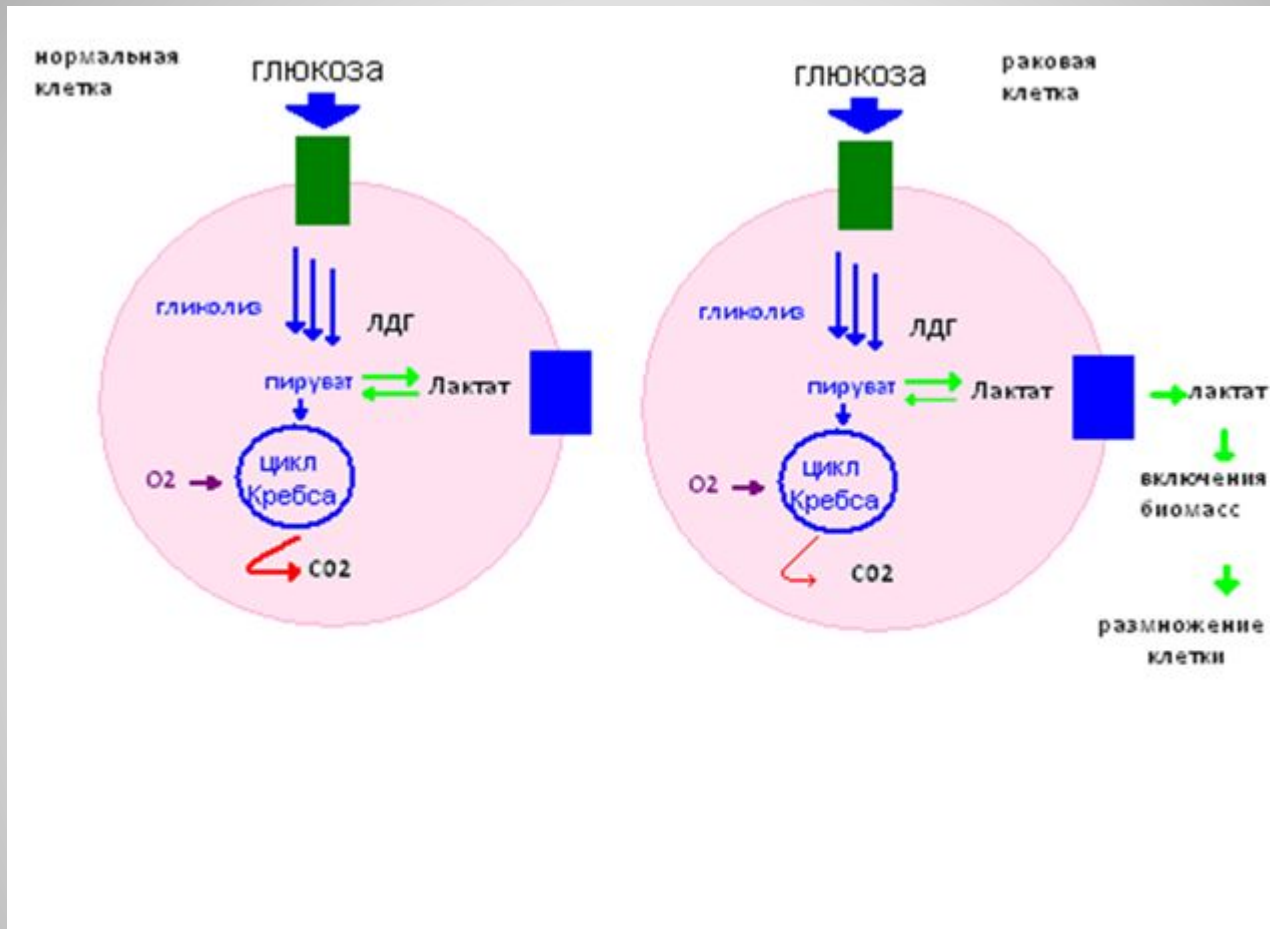 нормальная
клетка
глюкоза
гликолиз
ЛДГ
пируват
Лактат
O2
цикл
Кребса
CO2
раковая
клетка
глюкоза
гликолиз
ЛДГ
пируват
Лактат
лактат
O2
цикл
Кребса
CO2
включения
биомасс
размножение
клетки